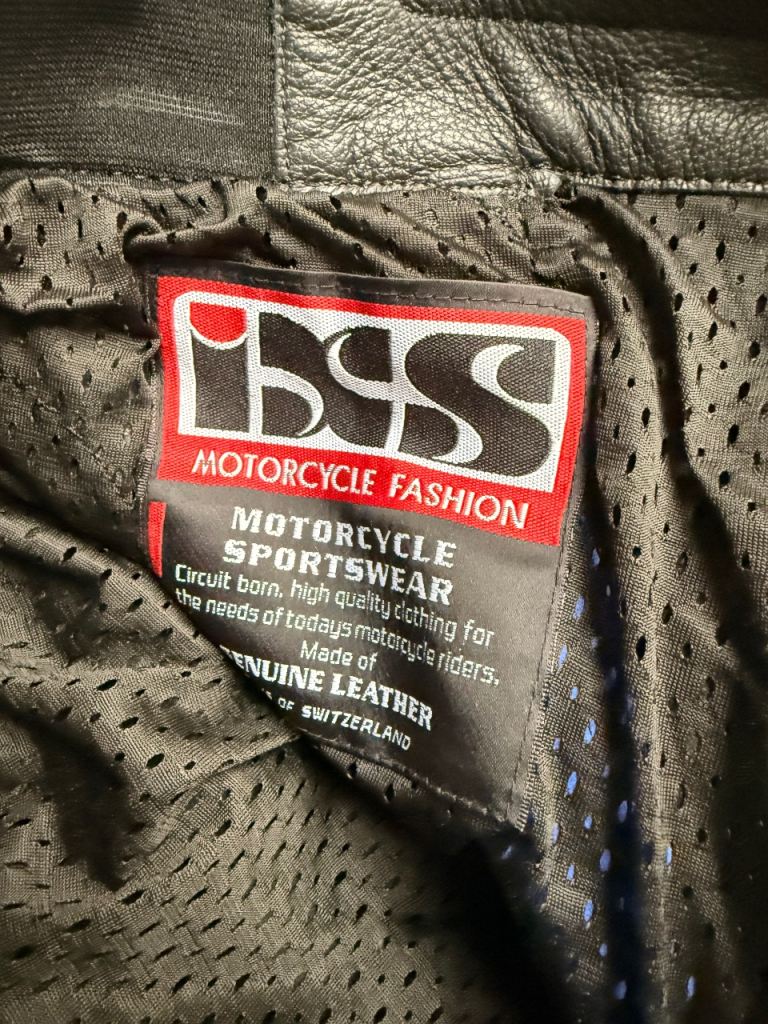 iXS
MOTORCYCLE FASHION
MOTORCYCLE
SPORTSWEAR
Circuit born, high quality clothing for
the needs of todays motorcycle riders.
Made of
ENUINE LEATHER
OF SWITZERLAND